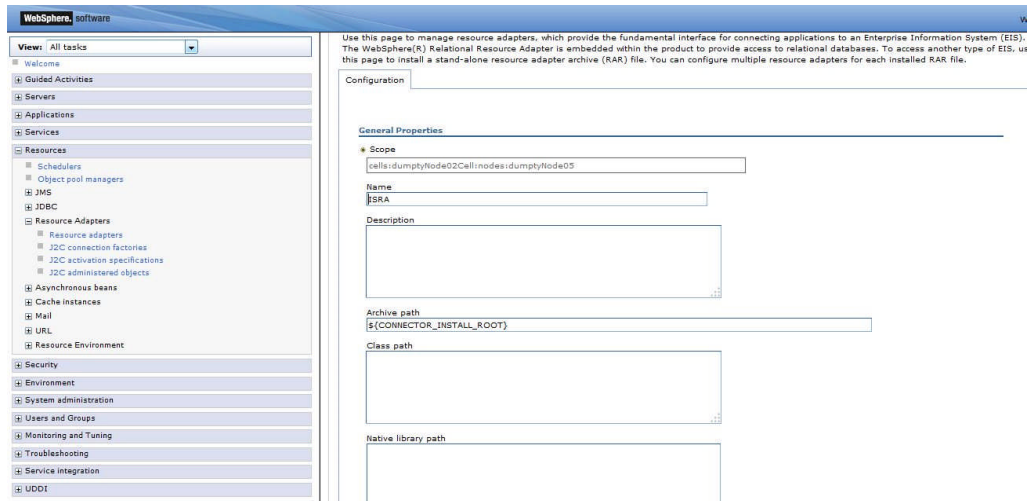 WebSphere. software
W
View: All tasks
Welcome
Guided Activities
Servers
Applications
Services
Resources
Schedulers
Object pool managers
JMS
JDBC
Resource Adapters
Resource adapters
J2C connection factories
J2C activation specifications
J2C administered objects
Asynchronous beans
Cache instances
Mail
URL
Resource Environment
Security
Environment
System administration
Users and Groups
Monitoring and Tuning
Troubleshooting
Service integration
UDDI
Use this page to manage resource adapters, which provide the fundamental interface for connecting applications to an Enterprise Information System (EIS).
The WebSphere(R) Relational Resource Adapter is embedded within the product to provide access to relational databases. To access another type of EIS, us
this page to install a stand-alone resource adapter archive (RAR) file. You can configure multiple resource adapters for each installed RAR file.
Configuration
General Properties
Scope
cells:dumptyNode02Cell:nodes:dumptyNode05
Name
ISRA
Description
Archive path
${CONNECTOR_INSTALL_ROOT}
Class path
Native library path